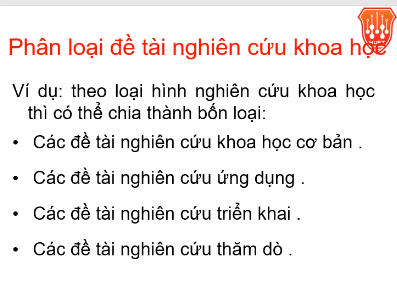 Phân loại đề tài nghiên cứu khoa học
Ví dụ: theo loại hình nghiên cứu khoa học
thì có thể chia thành bốn loại:
• Các đề tài nghiên cứu khoa học cơ bản .
• Các đề tài nghiên cứu ứng dụng .
• Các đề tài nghiên cứu triển khai .
• Các đề tài nghiên cứu thăm dò .